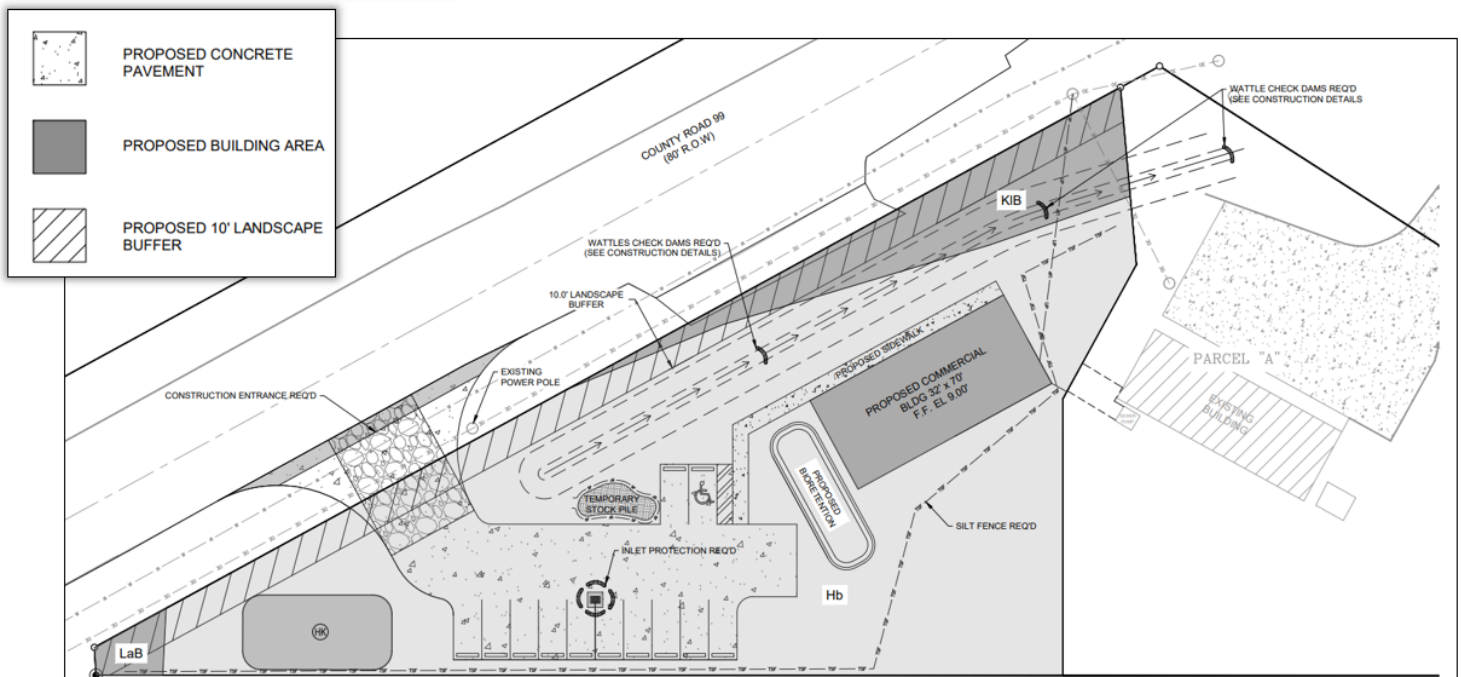 PROPOSED CONCRETE
PAVEMENT
PROPOSED BUILDING AREA
PROPOSED 10' LANDSCAPE
BUFFER
COUNTY ROAD 99
(80' R.O.W)
WATTLE CHECK DAMS REQ'D
(SEE CONSTRUCTION DETAILS
KlB
WATTLES CHECK DAMS REQ'D
(SEE CONSTRUCTION DETAILS)
10.0' LANDSCAPE
BUFFER
EXISTING
POWER POLE
CONSTRUCTION ENTRANCE REQ'D
PROPOSED SIDEWALK
PROPOSED COMMERCIAL
BLDG 32' x 70'
F.F. EL 9.00'
PARCEL "A"
EXISTING
BUILDING
TEMPORARY
STOCK PILE
PROPOSED
BIORETENTION
SILT FENCE REQ'D
INLET PROTECTION REQ'D
Hb
HK
LaB